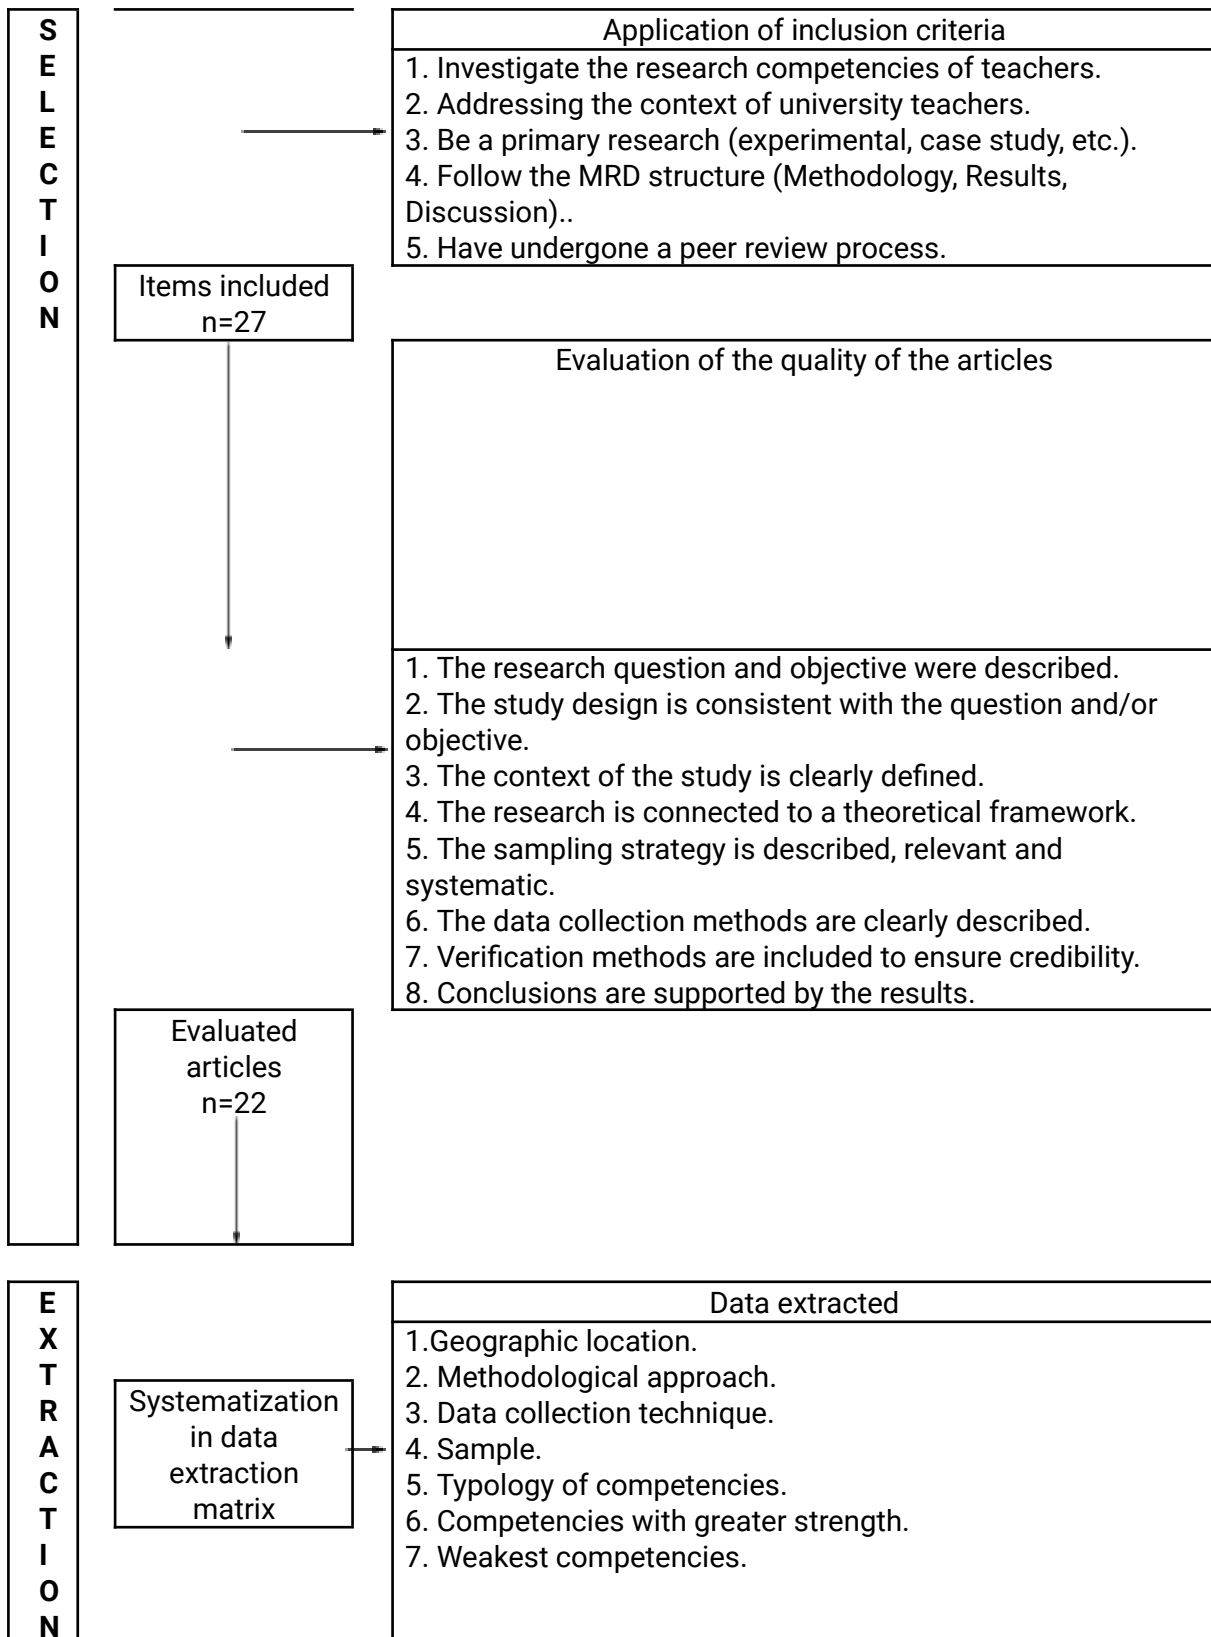 S
E
L
E
C
T
I
O
N
Application of inclusion criteria
1. Investigate the research competencies of teachers.
2. Addressing the context of university teachers.
3. Be a primary research (experimental, case study, etc.).
4. Follow the MRD structure (Methodology, Results,
Discussion)..
5. Have undergone a peer review process.
Items included
n=27
Evaluation of the quality of the articles
1. The research question and objective were described.
2. The study design is consistent with the question and/or
objective.
3. The context of the study is clearly defined.
4. The research is connected to a theoretical framework.
5. The sampling strategy is described, relevant and
systematic.
6. The data collection methods are clearly described.
7. Verification methods are included to ensure credibility.
8. Conclusions are supported by the results.
Evaluated
articles
n=22
E
X
T
R
A
C
T
I
O
N
Systematization
in data
extraction
matrix
Data extracted
1.Geographic location.
2. Methodological approach.
3. Data collection technique.
4. Sample.
5. Typology of competencies.
6. Competencies with greater strength.
7. Weakest competencies.